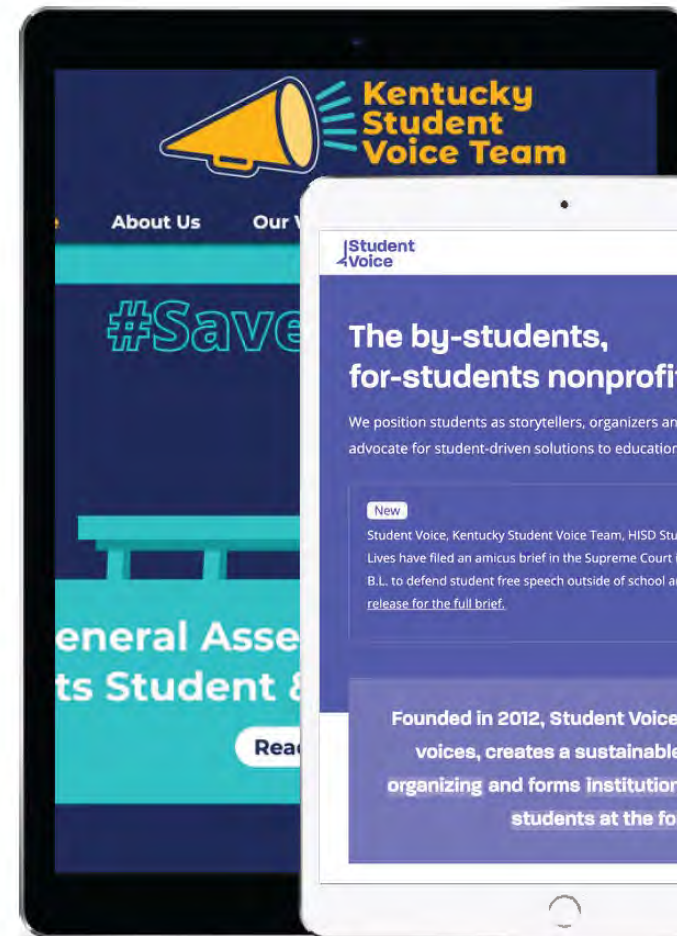 Kentucky
Student
Voice Team
About Us
Our
#Save
eneral Asse
ts Student &
Rea
Student
Voice
The by-students,
for-students nonprofi
We position students as storytellers, organizers an
advocate for student-driven solutions to education
New
Student Voice, Kentucky Student Voice Team, HISD Stu
Lives have filed an amicus brief in the Supreme Court i
B.L. to defend student free speech outside of school a
release for the full brief.
Founded in 2012, Student Voice
voices, creates a sustainable
organizing and forms institution
students at the fo